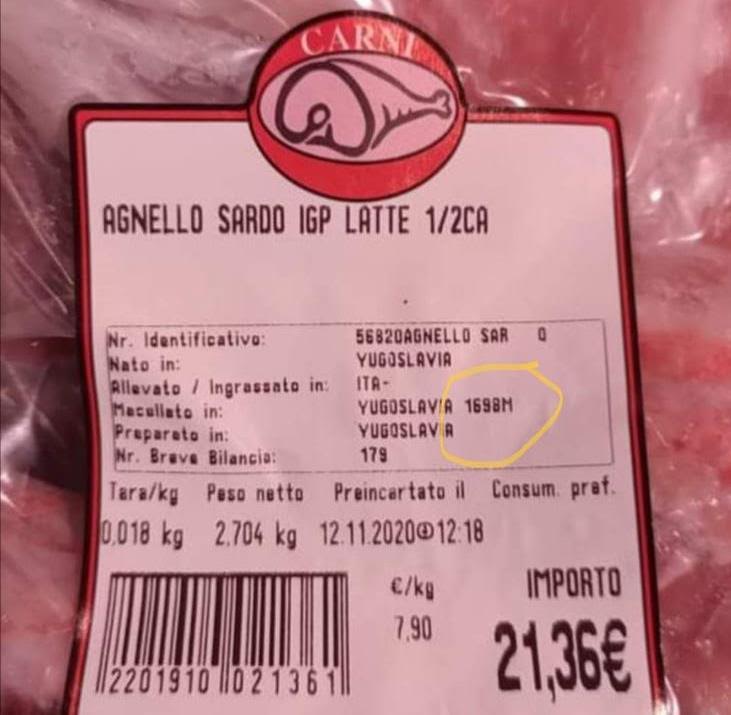 CARNI
AGNELLO SARDO IGP LATTE 1/2CA
Nr. Identificativo: 56820AGNELLO SAR Q
Nato in: YUGOSLAVIA
Allevato / Ingrassato in: ITA-
Macellato in: YUGOSLAVIA 1698M
Preparato in: YUGOSLAVIA
Nr. Breve Bilancia: 179
Tara/kg Peso netto Preincartato il Consum. pref.
0,018 kg 2,704 kg 12.11.2020 12:18
€/kg IMPORTO
7,90 21,36€
2201910 021361